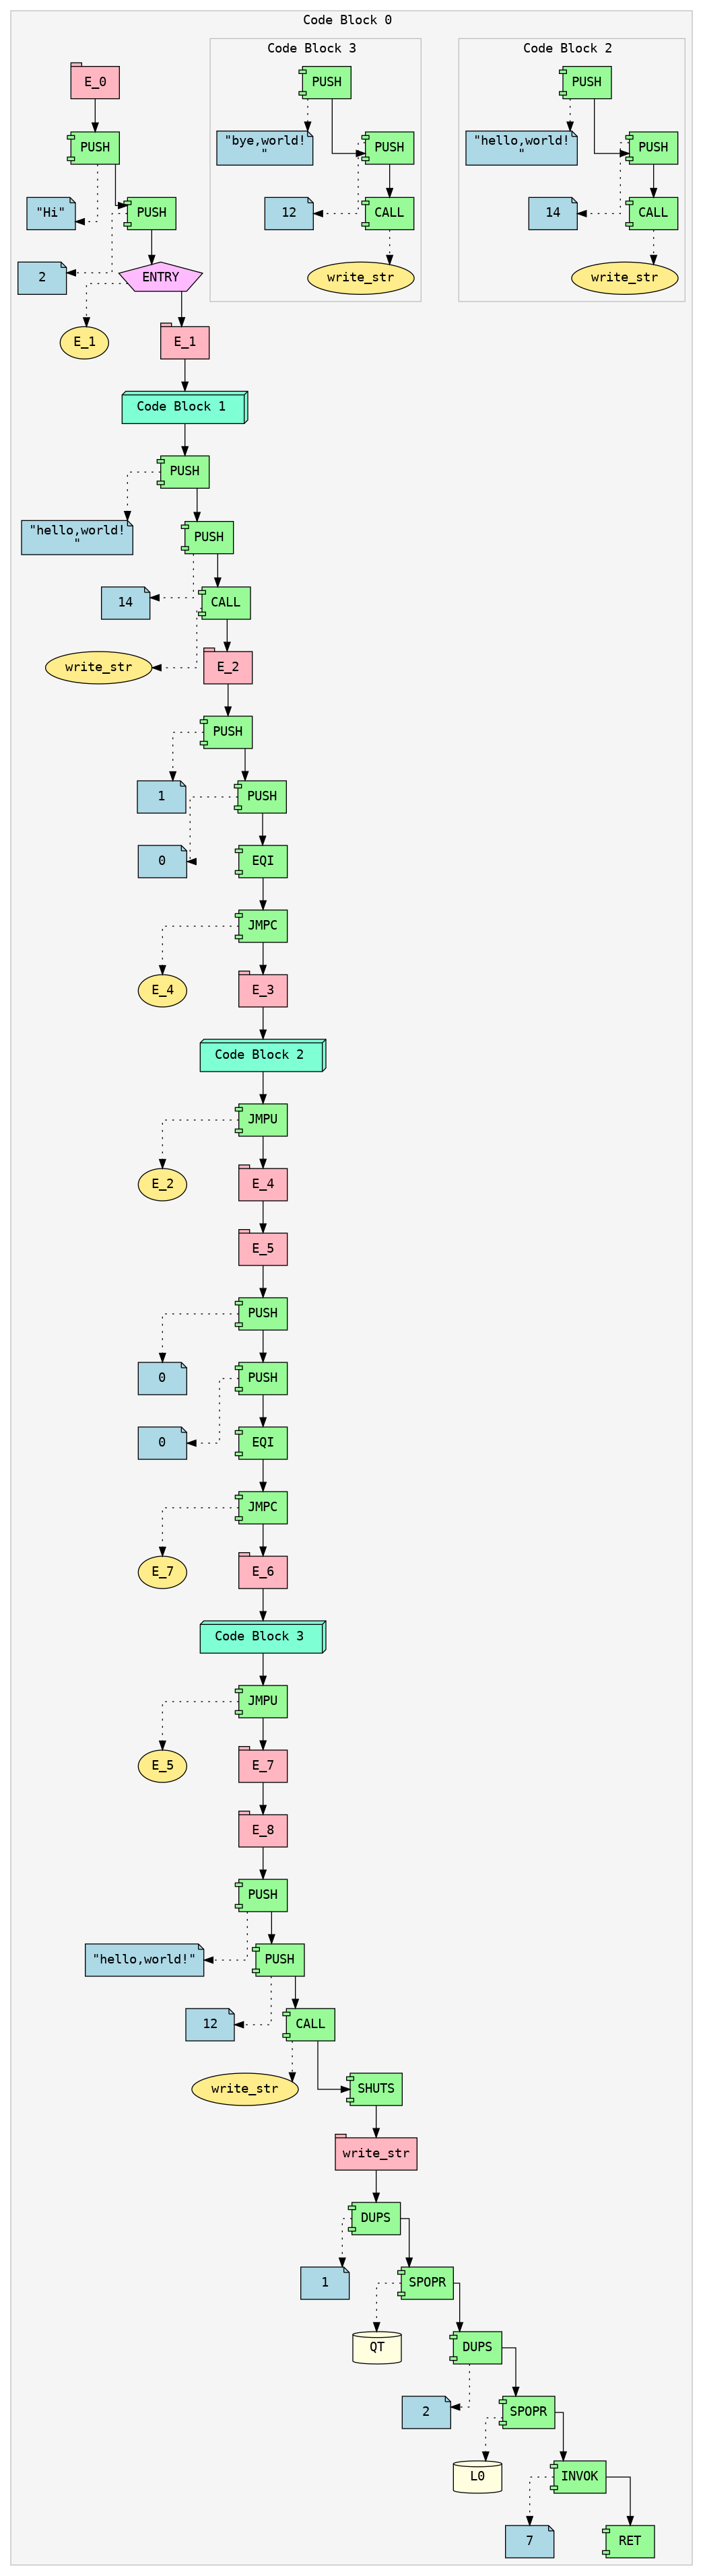 Code Block 0
Code Block 3
Code Block 2
E_0
PUSH
PUSH
PUSH
"bye,world!
"
PUSH
"hello,world!
"
PUSH
"Hi"
PUSH
12
CALL
14
CALL
2
ENTRY
write_str
write_str
E_1
E_1
Code Block 1
PUSH
"hello,world!
"
PUSH
14
CALL
write_str
E_2
PUSH
1
PUSH
0
EQI
JMPC
E_4
E_3
Code Block 2
JMPU
E_2
E_4
E_5
PUSH
0
PUSH
0
EQI
JMPC
E_7
E_6
Code Block 3
JMPU
E_5
E_7
E_8
PUSH
"hello,world!"
PUSH
12
CALL
write_str
SHUTS
write_str
DUPS
1
SPOPR
QT
DUPS
2
SPOPR
L0
INVOK
7
RET